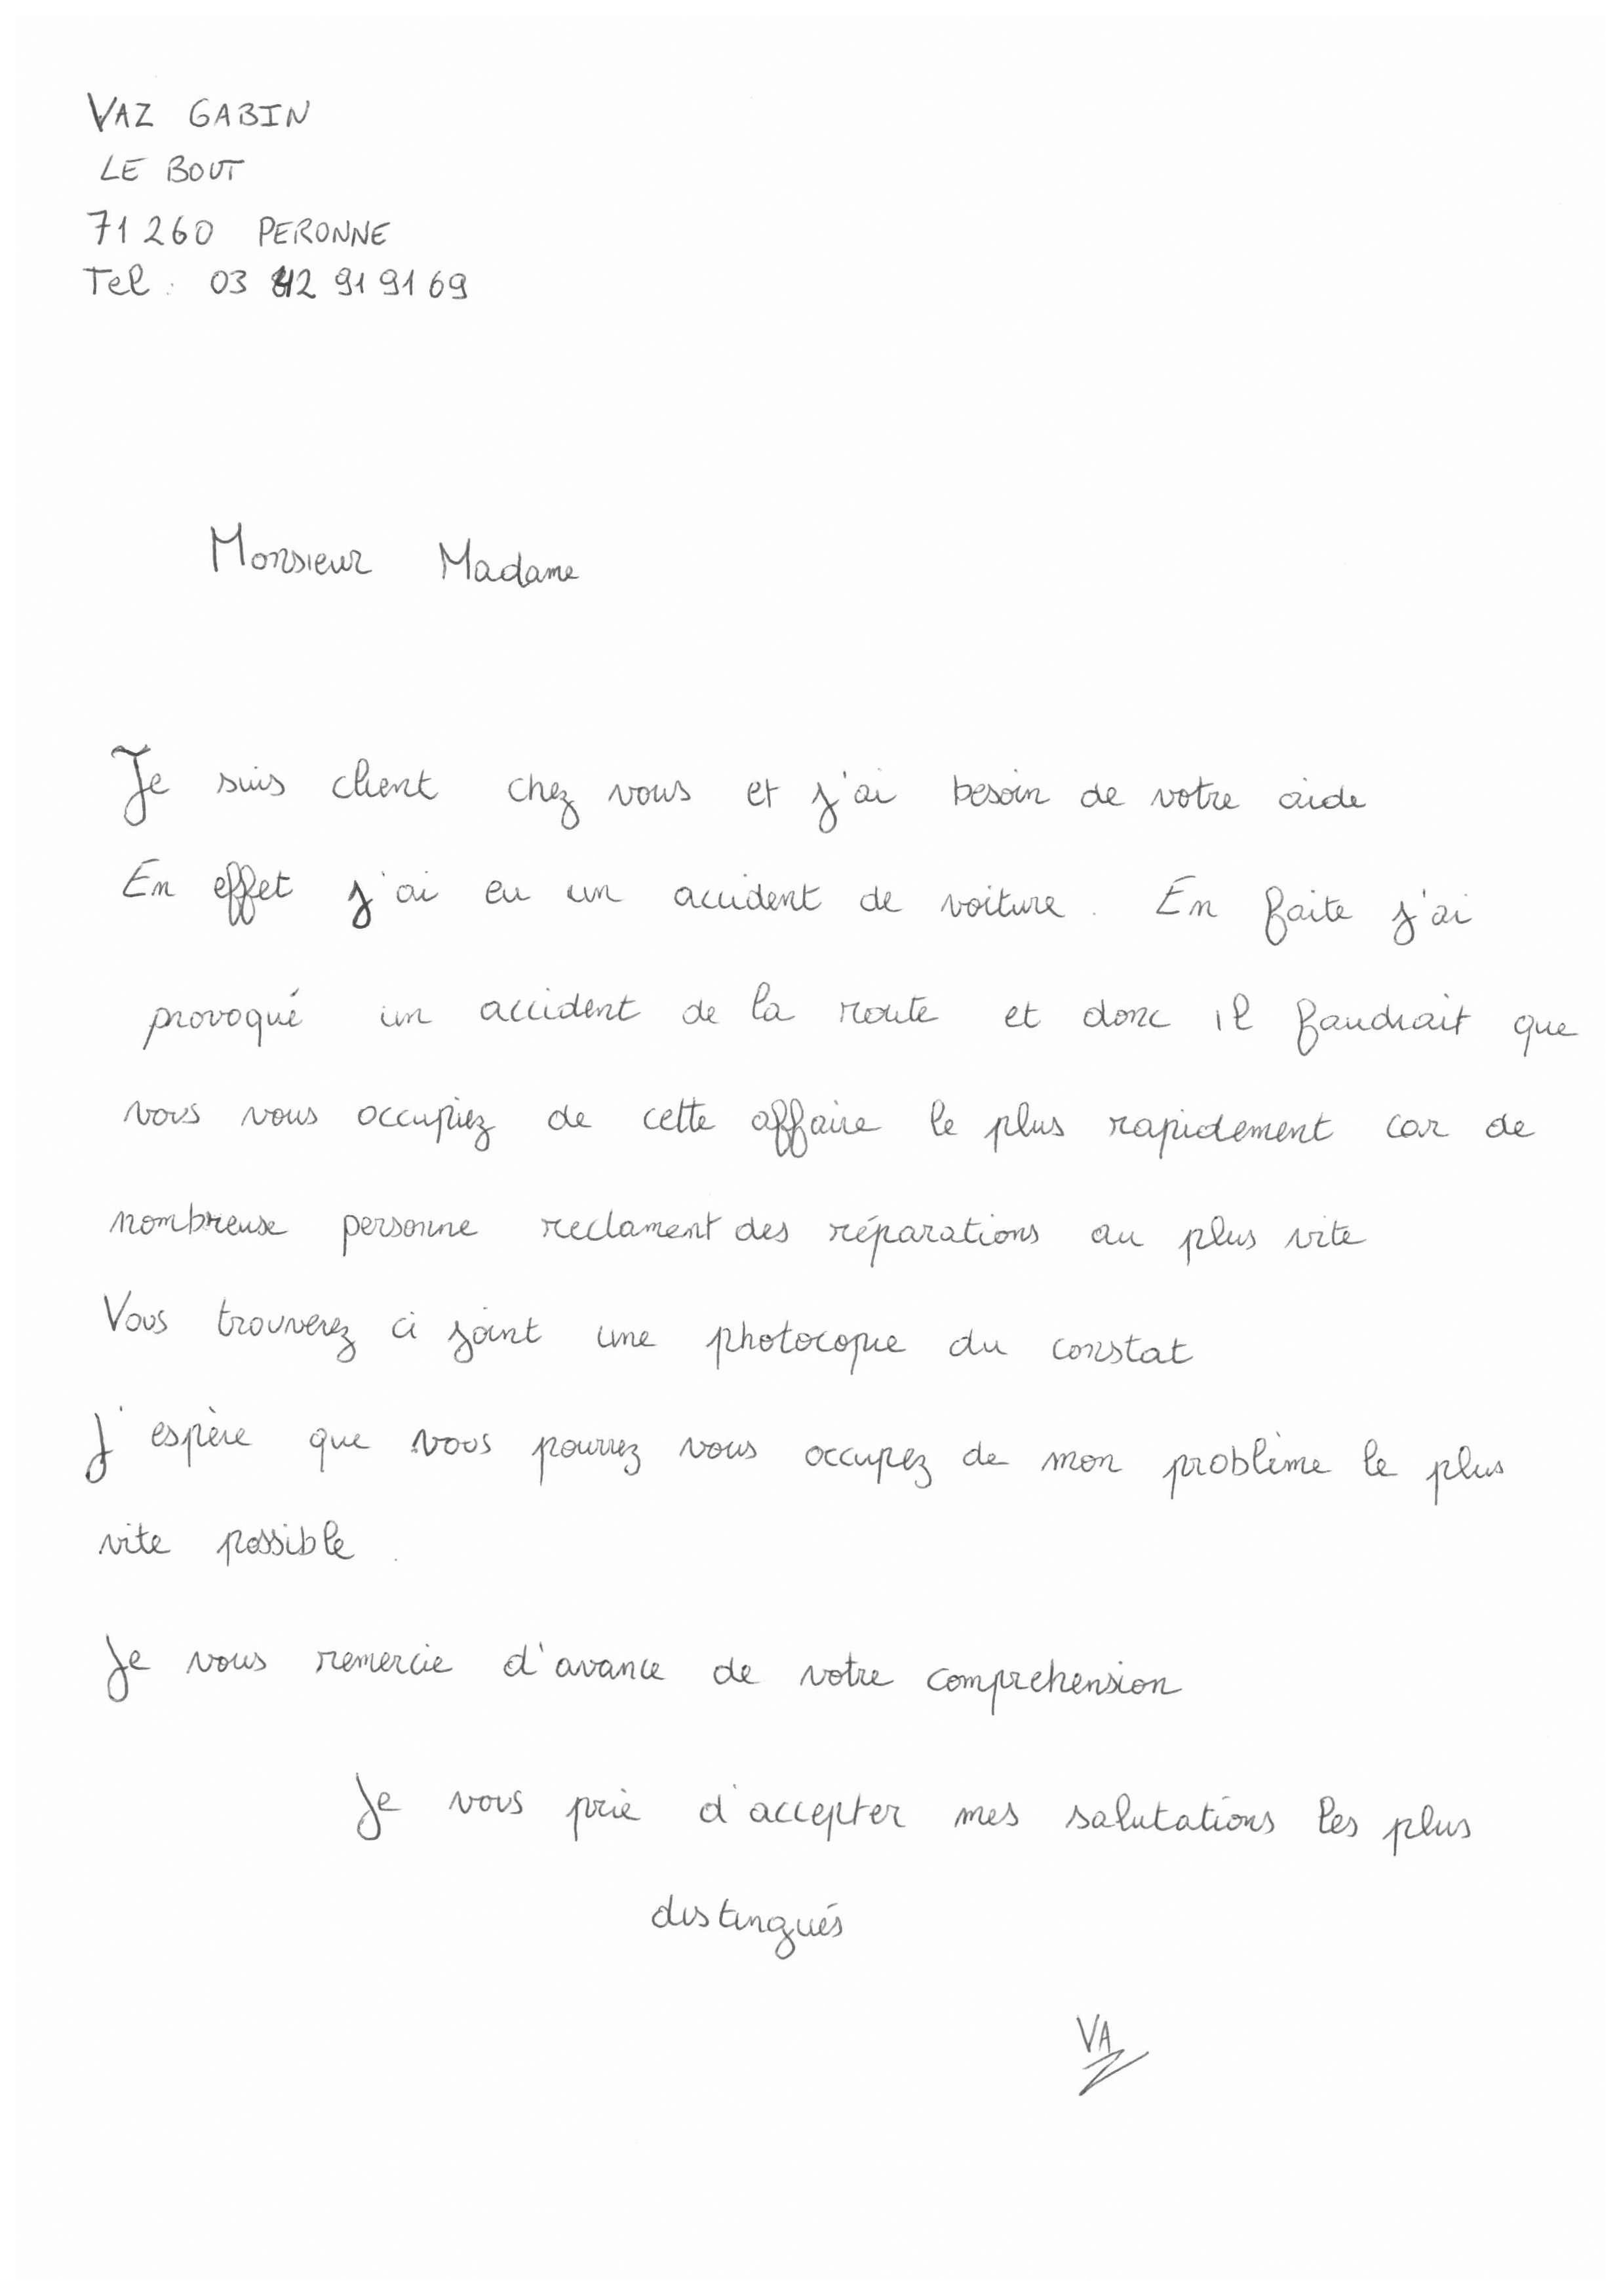 VAZ GABIN
LE BOUT
71260 PERONNE
Tel : 03 42 91 91 69
Monsieur Madame
Je suis client chez vous et j'ai besoin de votre aide
En effet j'ai eu un accident de voiture. En faite j'ai
provoqué un accident de la route et donc il faudrait que
vous vous occupiez de cette affaire le plus rapidement car de
nombreuse personne reclament des réparations au plus vite
Vous trouverez ci joint une photocopie du constat
J'espère que vous pourrez vous occupez de mon problème le plus
vite possible.
Je vous remercie d'avance de votre comprehension
Je vous prie d'accepter mes salutations les plus
distingués
VAZ